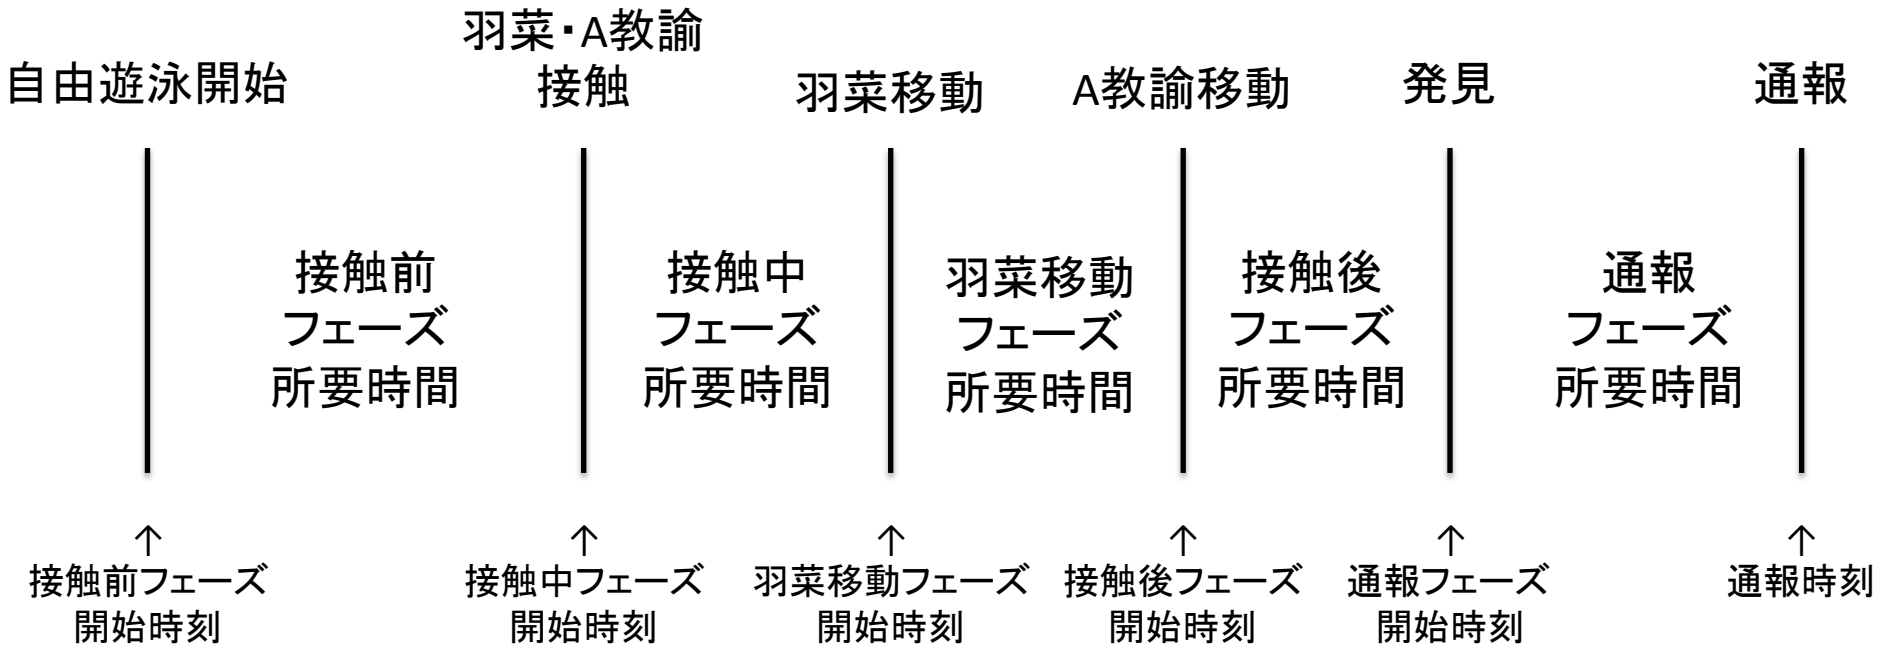 自由遊泳開始
羽菜・A教諭
接触
羽菜移動
A教諭移動
発見
通報
接触前
フェーズ
所要時間
接触中
フェーズ
所要時間
羽菜移動
フェーズ
所要時間
接触後
フェーズ
所要時間
通報
フェーズ
所要時間
↑
接触前フェーズ
開始時刻
↑
接触中フェーズ
開始時刻
↑
羽菜移動フェーズ
開始時刻
↑
接触後フェーズ
開始時刻
↑
通報フェーズ
開始時刻
↑
通報時刻